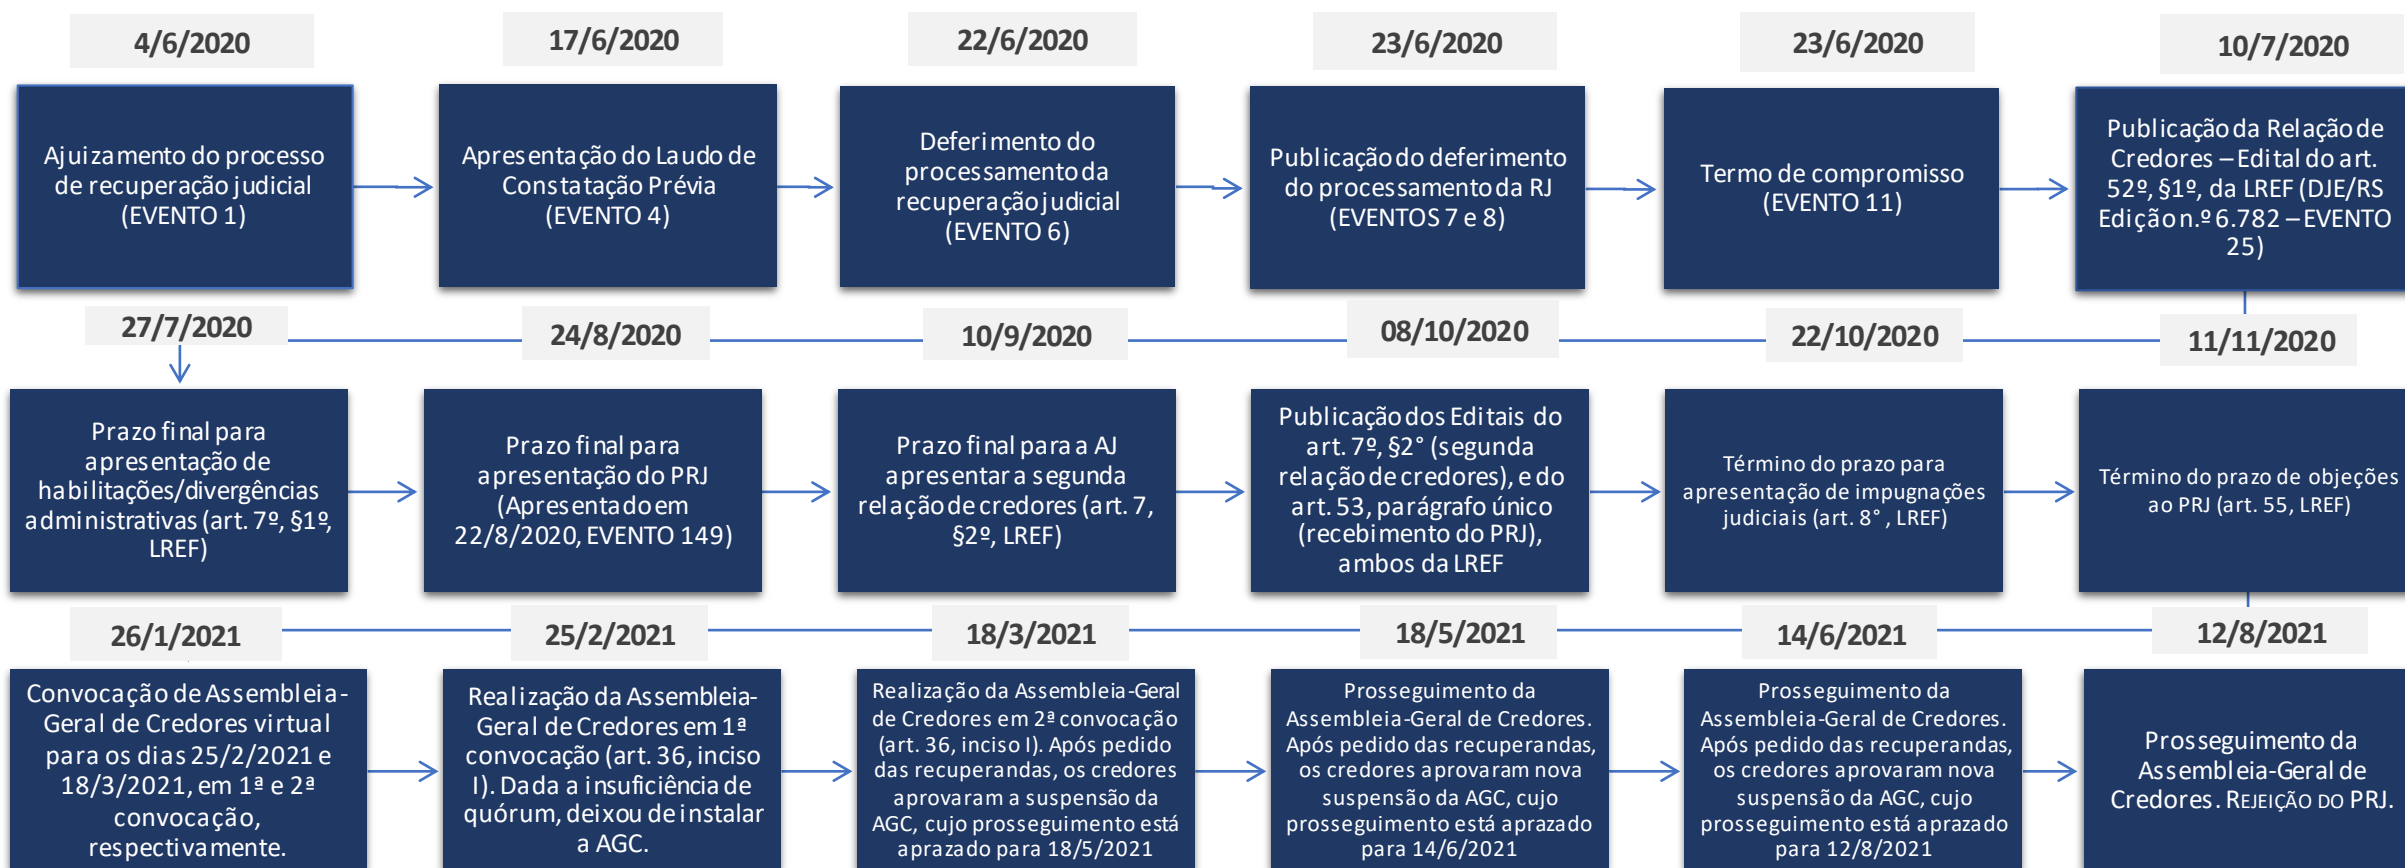 4/6/2020
Ajuizamento do processo
de recuperação judicial
(EVENTO 1)
17/6/2020
Apresentação do Laudo de
Constatação Prévia
(EVENTO 4)
22/6/2020
Deferimento do
processamento da
recuperação judicial
(EVENTO 6)
23/6/2020
Publicação do deferimento
do processamento da RJ
(EVENTOS 7 e 8)
23/6/2020
Termo de compromisso
(EVENTO 11)
10/7/2020
Publicação da Relação de
Credores – Edital do art.
52º, §1º, da LREF (DJE/RS
Edição n.º 6.782 – EVENTO
25)
27/7/2020
Prazo final para
apresentação de
habilitações/divergências
administrativas (art. 7º, §1º,
LREF)
24/8/2020
Prazo final para
apresentação do PRJ
(Apresentado em
22/8/2020, EVENTO 149)
10/9/2020
Prazo final para a AJ
apresentar a segunda
relação de credores (art. 7,
§2º, LREF)
08/10/2020
Publicação dos Editais do
art. 7º, §2° (segunda
relação de credores), e do
art. 53, parágrafo único
(recebimento do PRJ),
ambos da LREF
22/10/2020
Término do prazo para
apresentação de impugnações
judiciais (art. 8° , LREF)
11/11/2020
Término do prazo de objeções
ao PRJ (art. 55, LREF)
26/1/2021
Convocação de Assembleia-
Geral de Credores virtual
para os dias 25/2/2021 e
18/3/2021, em 1ª e 2ª
convocação,
respectivamente.
25/2/2021
Realização da Assembleia-
Geral de Credores em 1ª
convocação (art. 36, inciso
I). Dada a insuficiência de
quórum, deixou de instalar
a AGC.
18/3/2021
Realização da Assembleia-Geral
de Credores em 2ª convocação
(art. 36, inciso I). Após pedido
das recuperandas, os credores
aprovaram a suspensão da
AGC, cujo prosseguimento está
aprazado para 18/5/2021
18/5/2021
Prosseguimento da
Assembleia-Geral de Credores.
Após pedido das recuperandas,
os credores aprovaram nova
suspensão da AGC, cujo
prosseguimento está aprazado
para 14/6/2021
14/6/2021
Prosseguimento da
Assembleia-Geral de Credores.
Após pedido das recuperandas,
os credores aprovaram nova
suspensão da AGC, cujo
prosseguimento está aprazado
para 12/8/2021
12/8/2021
Prosseguimento da
Assembleia-Geral de
Credores. REJEIÇÃO DO PRJ.